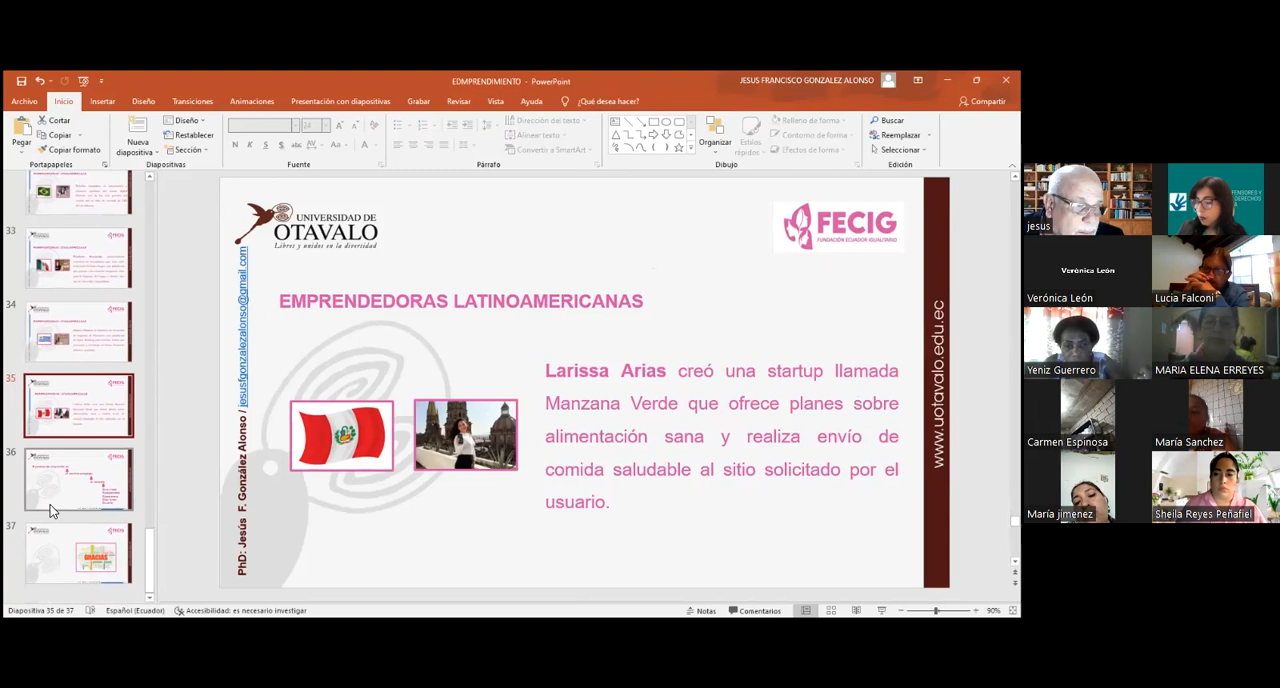 EDMPRENDIMIENTO - PowerPoint
JESUS FRANCISCO GONZALEZ ALONSO
Archivo
Inicio
Insertar
Diseño
Transiciones
Animaciones
Presentación con diapositivas
Grabar
Revisar
Vista
Ayuda
¿Qué desea hacer?
Compartir
Pegar
Cortar
Copiar
Copiar formato
Portapapeles
Nueva
diapositiva
Diseño
Restablecer
Sección
Diapositivas
N K S
Aa
A
Fuente
Dirección del texto
Alinear texto
Convierte a SmartArt
Párrafo
Organizar
Estilos
rápidos
Relleno de forma
Contorno de forma
Efectos de forma
Dibujo
Buscar
Reemplazar
Seleccionar
Edición
33
34
35
36
37
GRACIAS
UNIVERSIDAD DE
OTAVALO
Libres y unidos en la diversidad
FECIG
FUNDACIÓN ECUADOR IGUALITARIO
PhD: Jesús F. González Alonso / jesusfgonzalezalonso@gmail.com
EMPRENDEDORAS LATINOAMERICANAS
Larissa Arias creó una startup llamada
Manzana Verde que ofrece planes sobre
alimentación sana y realiza envío de
comida saludable al sitio solicitado por el
usuario.
www.uotavalo.edu.ec
Diapositiva 35 de 37
Español (Ecuador)
Accesibilidad: es necesario investigar
Notas
Comentarios
90%
jesus
Verónica León
Verónica León
Lucia Falconi
Yeniz Guerrero
MARIA ELENA ERREYES
Carmen Espinosa
María Sanchez
María jimenez
Sheila Reyes Peñafiel